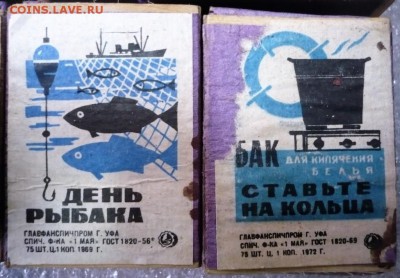 COINS.LAVE.RU
ДЕНЬ
РЫБАКА
ГЛАВФАНСПИЧПРОМ Г. УФА
СПИЧ. Ф-КА «1 МАЯ» ГОСТ 1820-56*
75 ШТ. Ц. 1 КОП. 1969 Г.
БАК
ДЛЯ КИПЯЧЕНИЯ
БЕЛЬЯ
СТАВЬТЕ
НА КОЛЬЦА
ГЛАВФАНСПИЧПРОМ Г. УФА
СПИЧ. Ф-КА «1 МАЯ» ГОСТ 1820-69
75 ШТ. Ц. 1 КОП. 1972 Г.